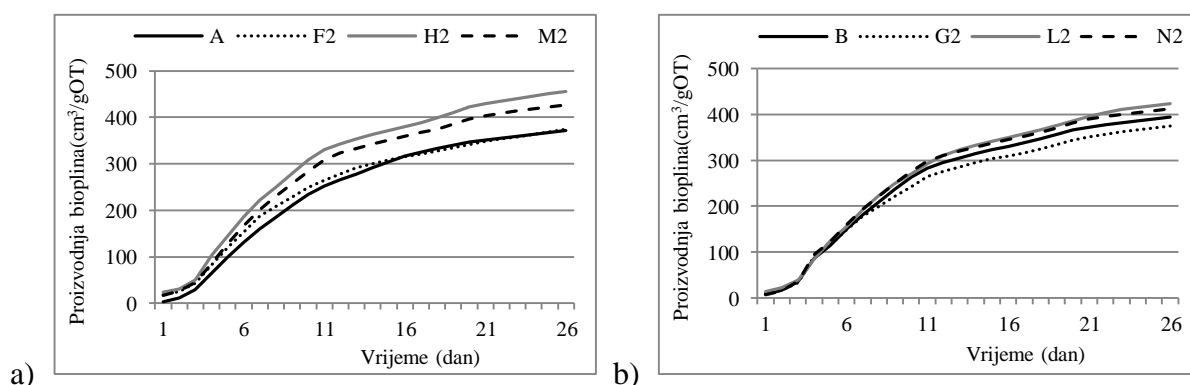 A F2 H2 M2
500
400
300
200
100
0
1 6 11 16 21 26
Proizvodnja bioplina(cm³/gOT)
Vrijeme (dan)
a)
B G2 L2 N2
500
400
300
200
100
0
1 6 11 16 21 26
Proizvodnja bioplina(cm³/gOT)
Vrijeme (dan)
b)